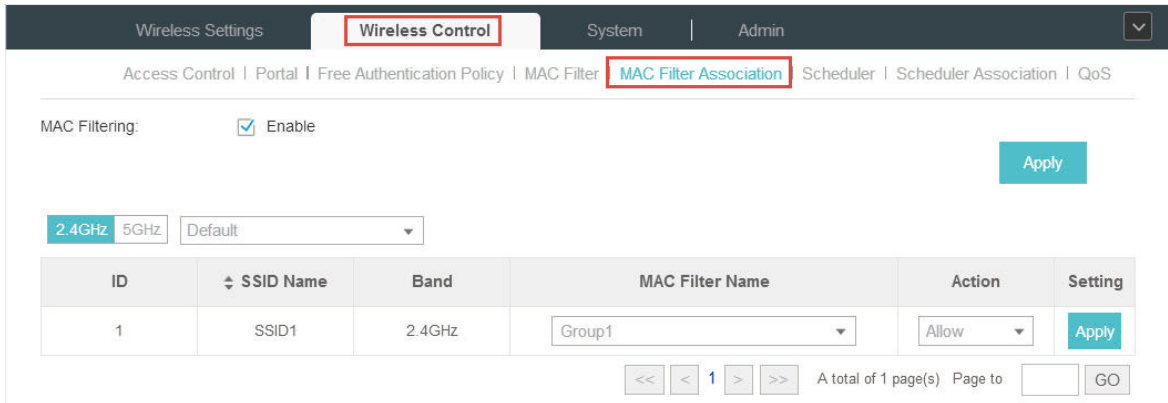 Wireless Settings Wireless Control System | Admin
Access Control | Portal | Free Authentication Policy | MAC Filter | MAC Filter Association | Scheduler | Scheduler Association | QoS
MAC Filtering: Enable
Apply
2.4GHz 5GHz Default
ID SSID Name Band MAC Filter Name Action Setting
1 SSID1 2.4GHz Group1 Allow Apply
<< < 1 > >> A total of 1 page(s) Page to GO